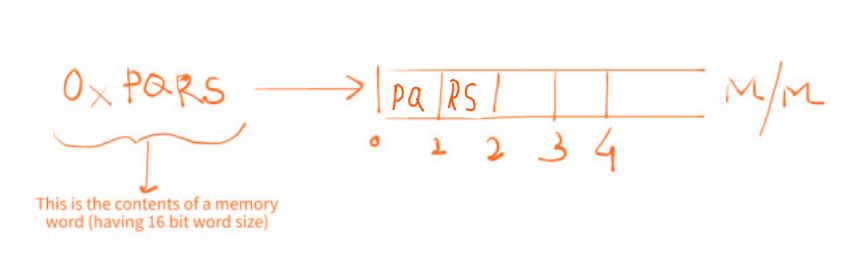 0x PQRS
PQ RS
M/M
0 1 2 3 4
This is the contents of a memory
word (having 16 bit word size)